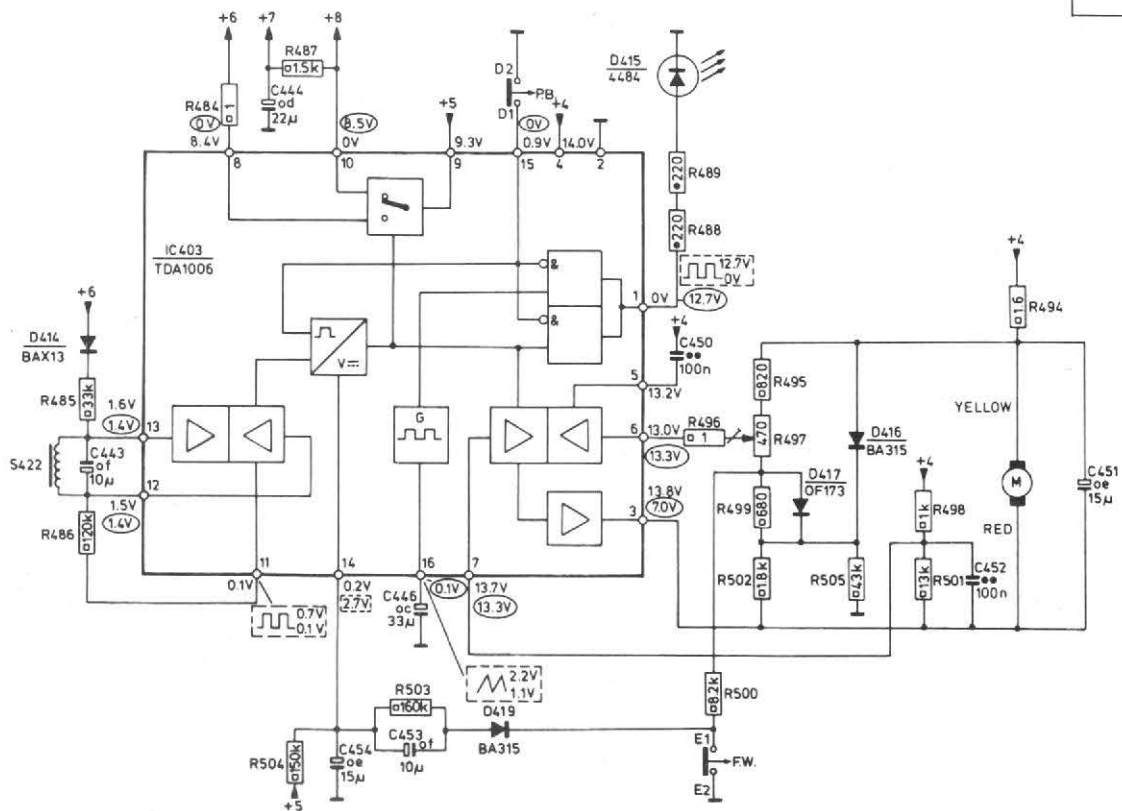 +6
+7
+8
R487
1.5k
C444
od
22µ
R484
1
0V
8.4V
8
8.5V
0V
10
+5
9.3V
9
D2
P.B.
D1
0V
0.9V
15
+4
14.0V
4
2
D415
4484
220
R489
220
R488
12.7V
0V
12.7V
1
0V
IC403
TDA1006
&
&
V
G
+6
D414
BAX13
R485
33k
1.6V
1.4V
13
S422
C443
of
10µ
12
1.5V
1.4V
R486
120k
+4
C450
100n
5
13.2V
6
13.0V
13.3V
R496
1
13.8V
7.0V
3
+4
1.6
R494
820
R495
470
R497
D416
BA315
D417
OF173
R499
680
R502
1.8k
R505
43k
YELLOW
M
RED
+4
R498
1k
R501
13k
C452
100n
C451
oe
15µ
11
0.1V
0.7V
0.1V
14
0.2V
2.7V
16
0.1V
C446
oc
33µ
2.2V
1.1V
7
13.7V
13.3V
R503
160k
C453
of
10µ
D419
BA315
R500
8.2k
E1
F.W.
E2
R504
150k
+5
C454
oe
15µ